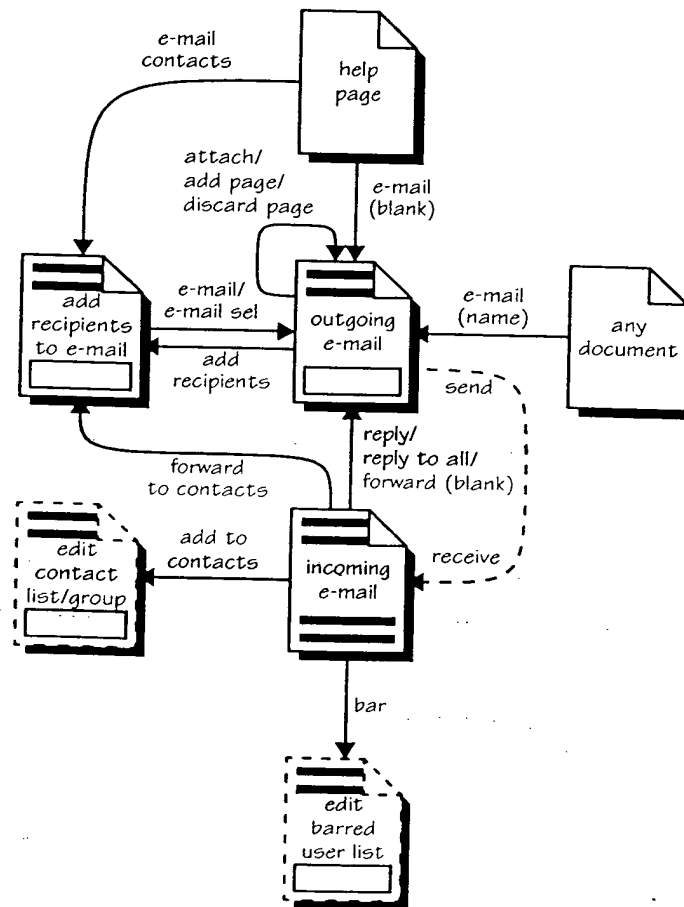 e-mail
contacts
help
page
attach/
add page/
discard page
e-mail
(blank)
add
recipients
to e-mail
e-mail/
e-mail sel
add
recipients
outgoing
e-mail
e-mail
(name)
any
document
send
reply/
reply to all/
forward (blank)
forward
to contacts
edit
contact
list/group
add to
contacts
incoming
e-mail
receive
bar
edit
barred
user list